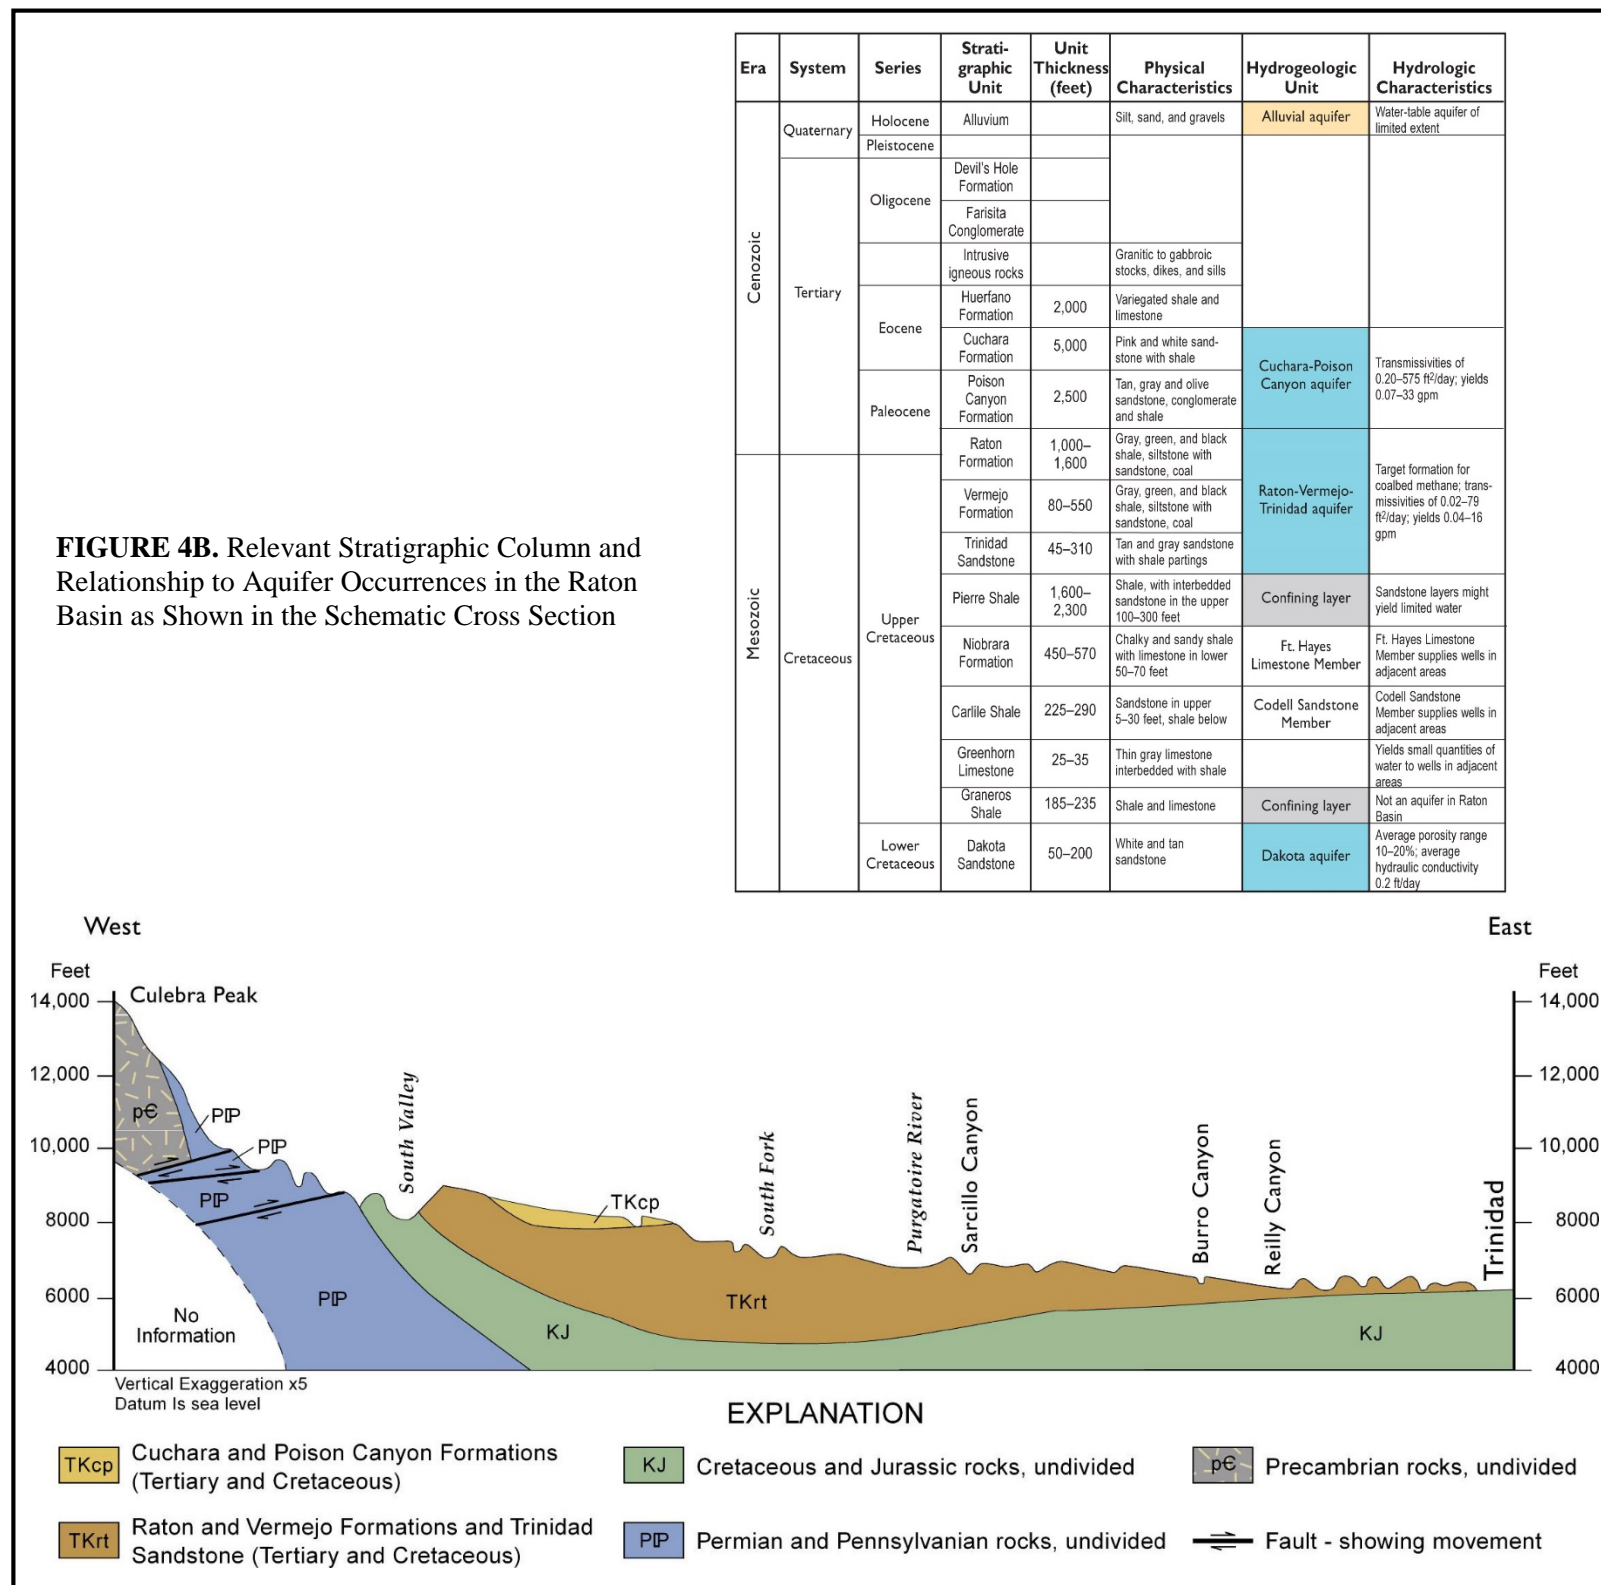 Era
System
Series
Strati-
graphic
Unit
Unit
Thickness
(feet)
Physical
Characteristics
Hydrogeologic
Unit
Hydrologic
Characteristics
Cenozoic
Quaternary
Holocene
Alluvium
Silt, sand, and gravels
Alluvial aquifer
Water-table aquifer of
limited extent
Pleistocene
Tertiary
Oligocene
Devil's Hole
Formation
Farisita
Conglomerate
Intrusive
igneous rocks
Granitic to gabbroic
stocks, dikes, and sills
Eocene
Huerfano
Formation
2,000
Variegated shale and
limestone
Cuchara
Formation
5,000
Pink and white sand-
stone with shale
Cuchara-Poison
Canyon aquifer
Transmissivities of
0.20–575 ft²/day; yields
0.07–33 gpm
Paleocene
Poison
Canyon
Formation
2,500
Tan, gray and olive
sandstone, conglomerate
and shale
Raton
Formation
1,000–
1,600
Gray, green, and black
shale, siltstone with
sandstone, coal
Raton-Vermejo-
Trinidad aquifer
Target formation for
coalbed methane; trans-
missivities of 0.02–79
ft²/day; yields 0.04–16
gpm
Mesozoic
Cretaceous
Upper
Cretaceous
Vermejo
Formation
80–550
Gray, green, and black
shale, siltstone with
sandstone, coal
Trinidad
Sandstone
45–310
Tan and gray sandstone
with shale partings
Pierre Shale
1,600–
2,300
Shale, with interbedded
sandstone in the upper
100–300 feet
Confining layer
Sandstone layers might
yield limited water
Niobrara
Formation
450–570
Chalky and sandy shale
with limestone in lower
50–70 feet
Ft. Hayes
Limestone Member
Ft. Hayes Limestone
Member supplies wells in
adjacent areas
Carlile Shale
225–290
Sandstone in upper
5–30 feet, shale below
Codell Sandstone
Member
Codell Sandstone
Member supplies wells in
adjacent areas
Greenhorn
Limestone
25–35
Thin gray limestone
interbedded with shale
Yields small quantities of
water to wells in adjacent
areas
Graneros
Shale
185–235
Shale and limestone
Confining layer
Not an aquifer in Raton
Basin
Lower
Cretaceous
Dakota
Sandstone
50–200
White and tan
sandstone
Dakota aquifer
Average porosity range
10–20%; average
hydraulic conductivity
0.2 ft/day
FIGURE 4B. Relevant Stratigraphic Column and
Relationship to Aquifer Occurrences in the Raton
Basin as Shown in the Schematic Cross Section
West
East
Feet
Feet
14,000
12,000
10,000
8000
6000
4000
14,000
12,000
10,000
8000
6000
4000
Culebra Peak
South Valley
South Fork
Purgatoire River
Sarcillo Canyon
Burro Canyon
Reilly Canyon
Trinidad
pЄ
PIP
PIP
PIP
PIP
TKcp
TKrt
KJ
KJ
No
Information
Vertical Exaggeration x5
Datum Is sea level
EXPLANATION
TKcp
Cuchara and Poison Canyon Formations
(Tertiary and Cretaceous)
KJ
Cretaceous and Jurassic rocks, undivided
pЄ
Precambrian rocks, undivided
TKrt
Raton and Vermejo Formations and Trinidad
Sandstone (Tertiary and Cretaceous)
PIP
Permian and Pennsylvanian rocks, undivided
Fault - showing movement